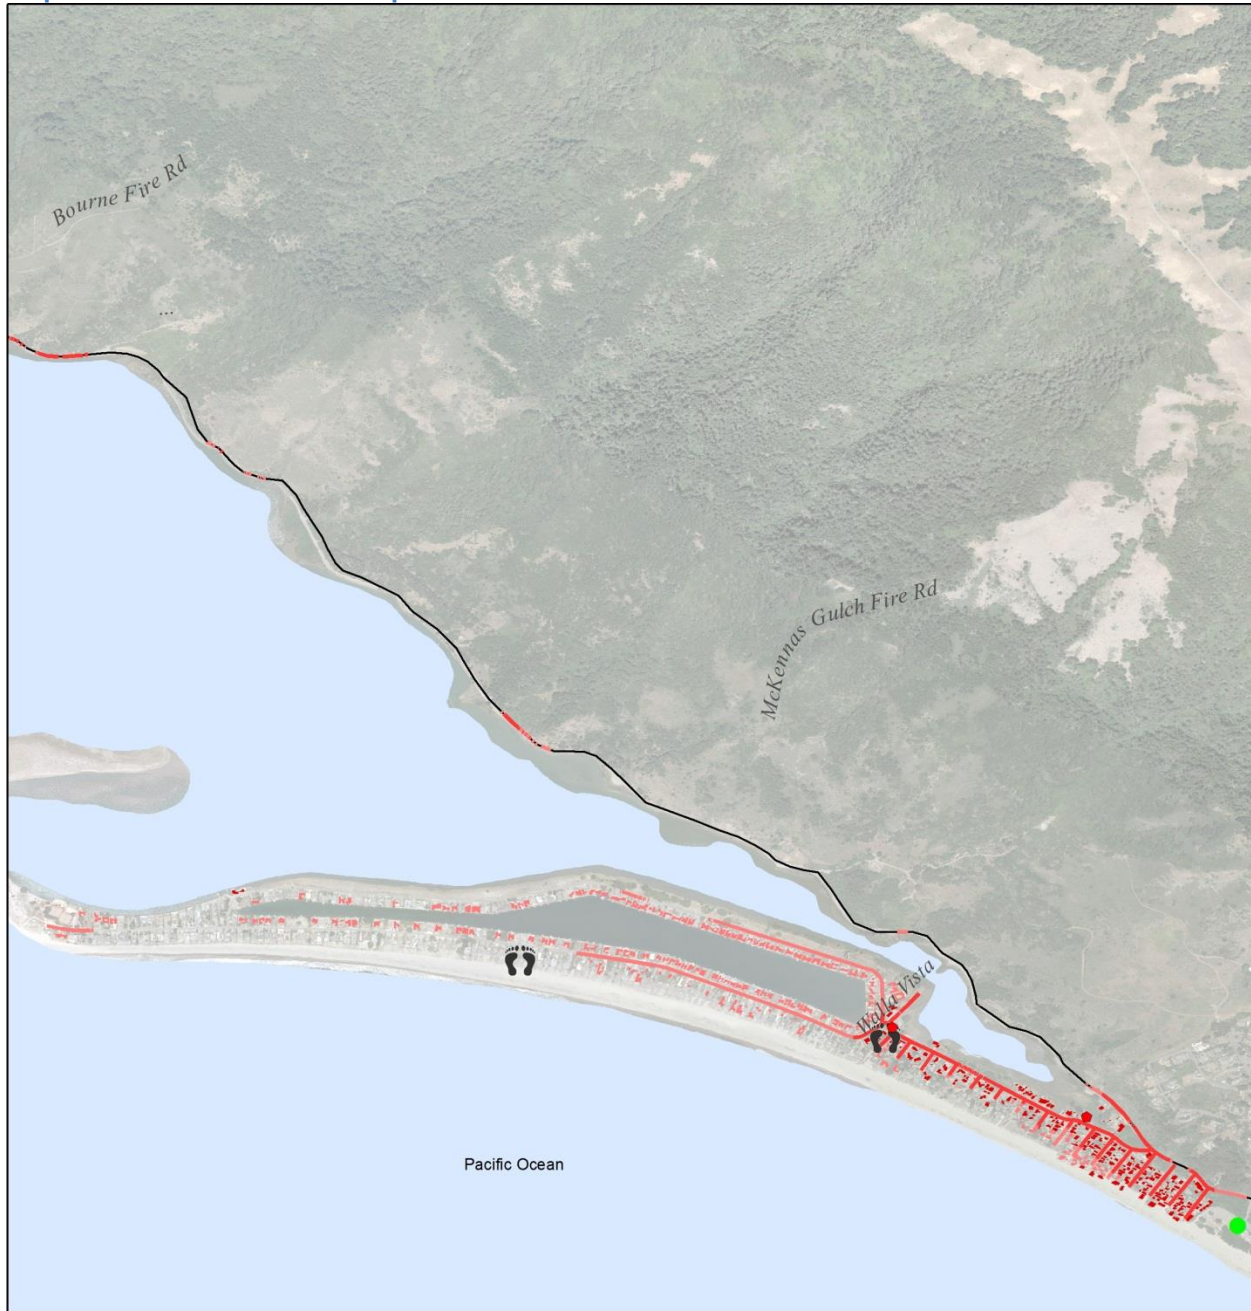 Bourne Fire Rd
...
McKennas Gulch Fire Rd
Walla Vista
Pacific Ocean